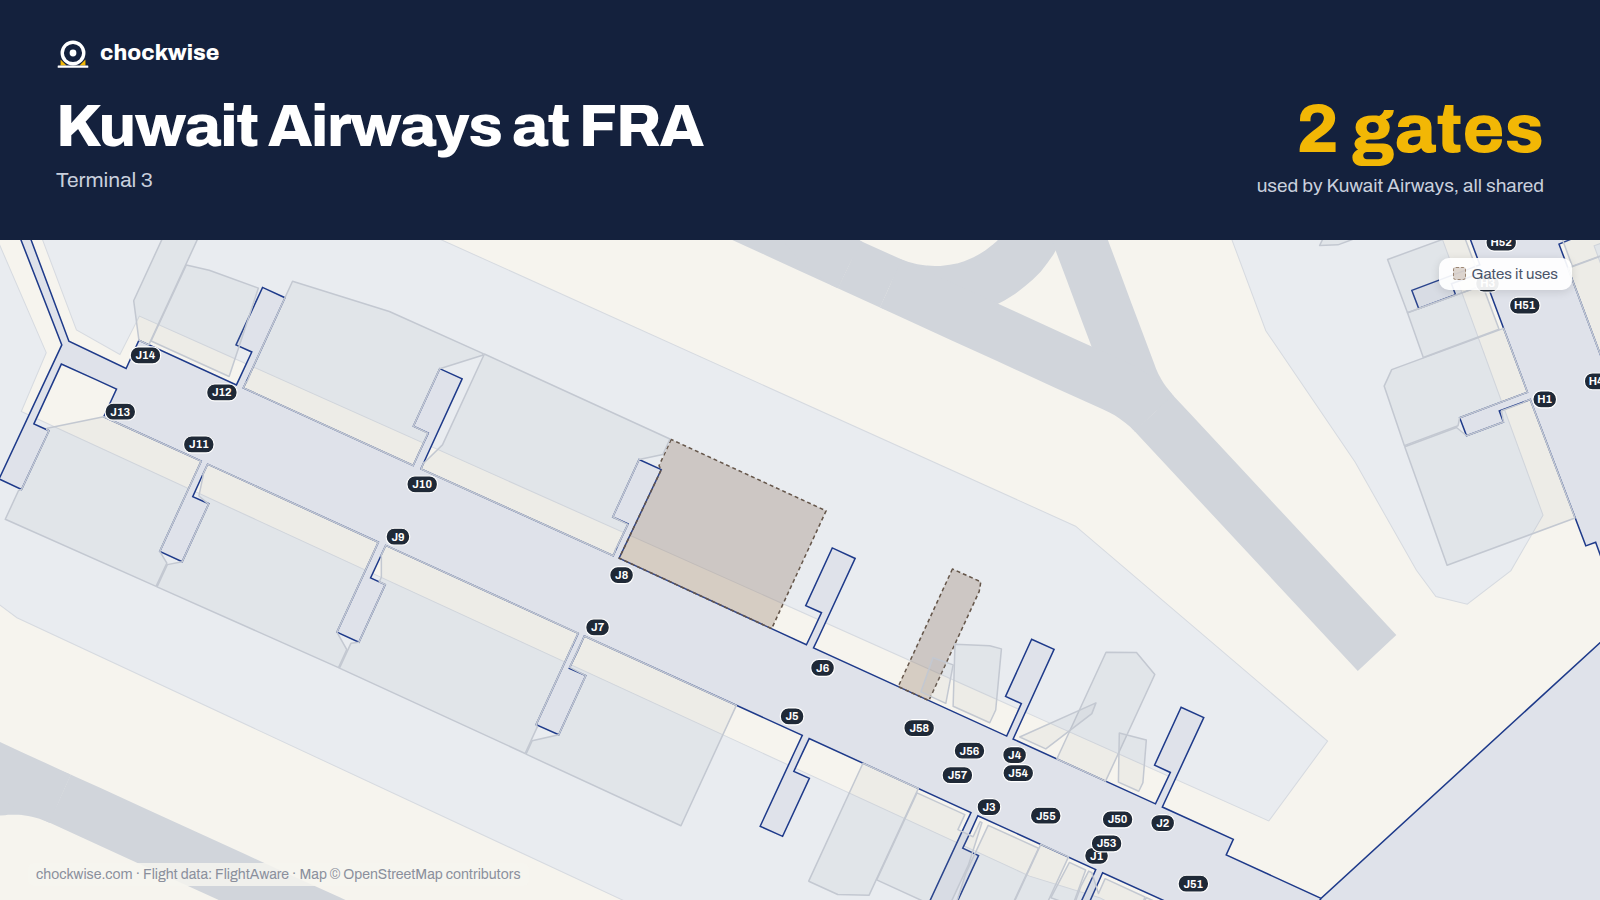 chockwise
Kuwait Airways at FRA
Terminal 3
2 gates
used by Kuwait Airways, all shared
H52
Gates it uses
H51
J14
H1
J12
J13
J11
J10
J9
J8
J7
J6
J5
J58
J56
J4
J57
J54
J3
J55
J50
J2
J53
J1
J51
chockwise.com · Flight data: FlightAware · Map © OpenStreetMap contributors